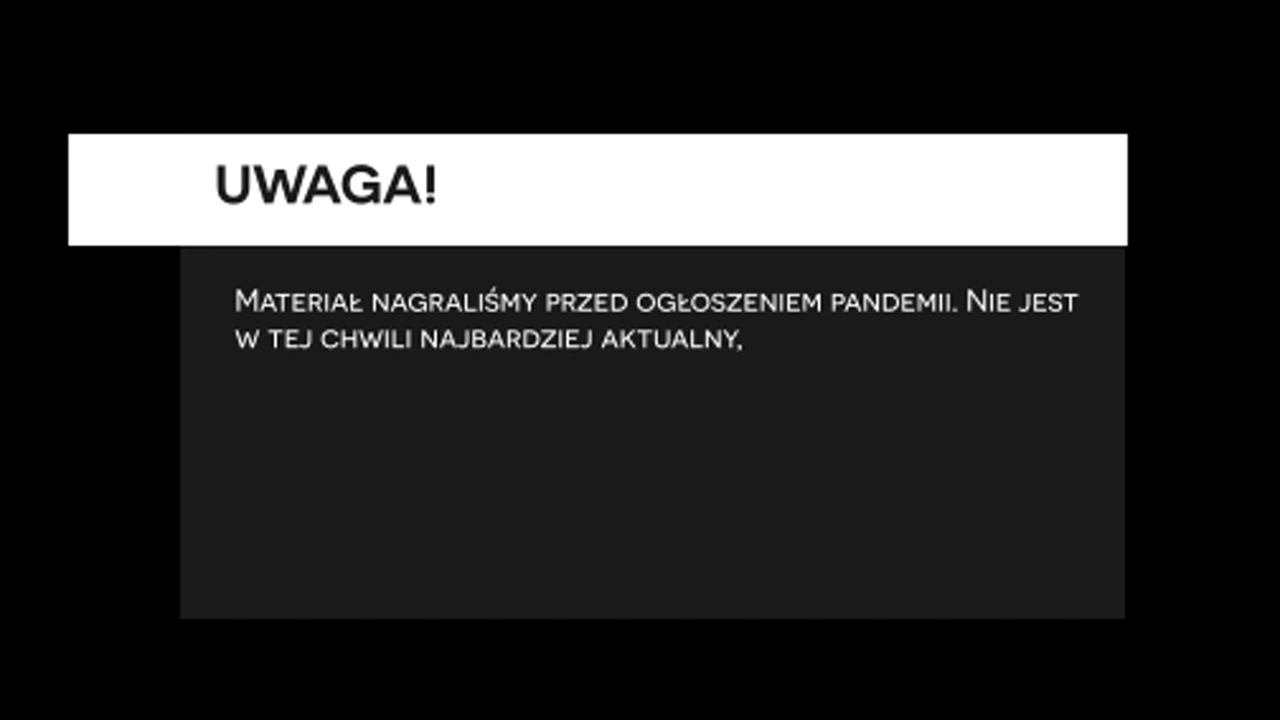 UWAGA!
Materiał nagraliśmy przed ogłoszeniem pandemii. Nie jest
w tej chwili najbardziej aktualny,